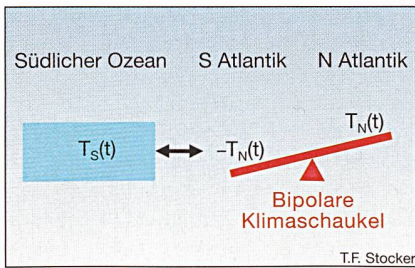 Südlicher Ozean S Atlantik N Atlantik
T_N(t)
T_S(t) –T_N(t)
Bipolare
Klimaschaukel
T.F. Stocker